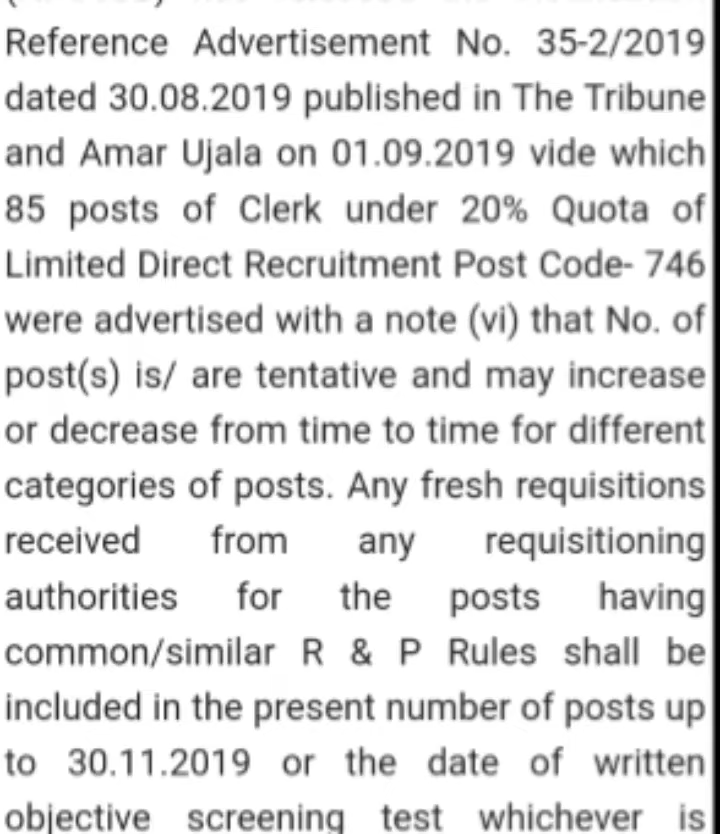 Reference Advertisement No. 35-2/2019
dated 30.08.2019 published in The Tribune
and Amar Ujala on 01.09.2019 vide which
85 posts of Clerk under 20% Quota of
Limited Direct Recruitment Post Code- 746
were advertised with a note (vi) that No. of
post(s) is/ are tentative and may increase
or decrease from time to time for different
categories of posts. Any fresh requisitions
received from any requisitioning
authorities for the posts having
common/similar R & P Rules shall be
included in the present number of posts up
to 30.11.2019 or the date of written
objective screening test whichever is